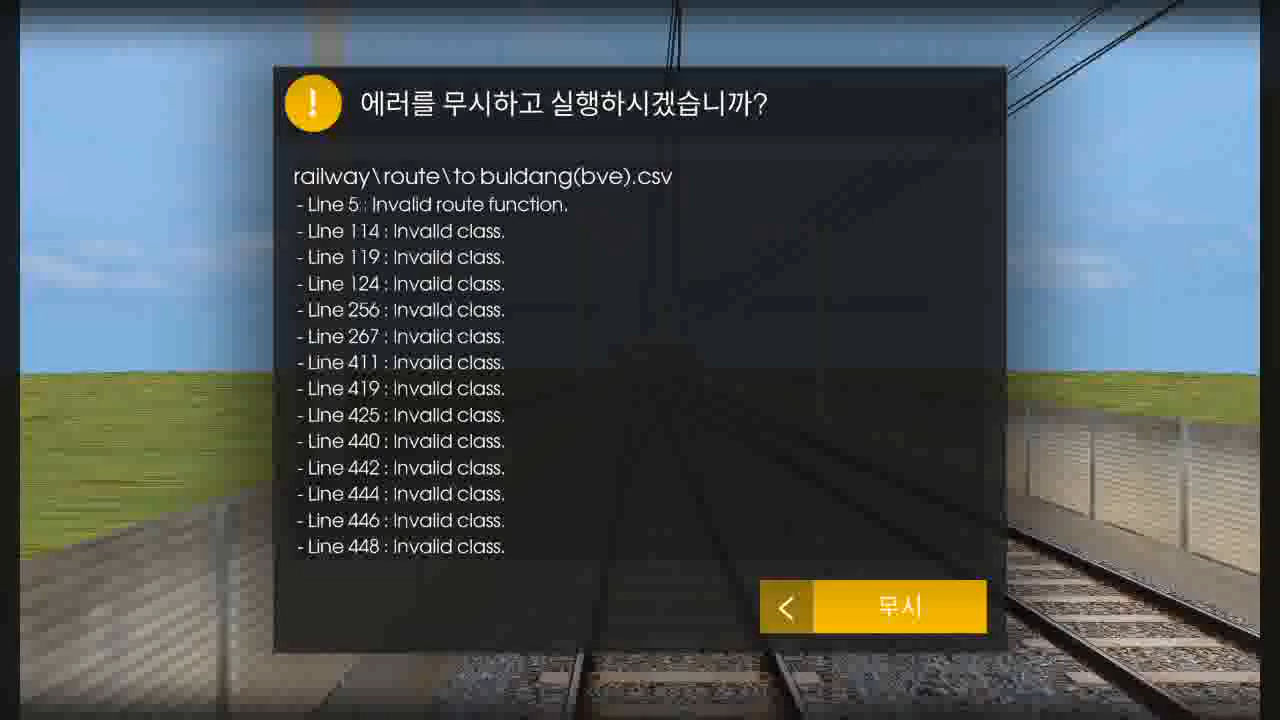 에러를 무시하고 실행하시겠습니까?
railway\route\to buldang(bve).csv
- Line 5 : Invalid route function.
- Line 114 : Invalid class.
- Line 119 : Invalid class.
- Line 124 : Invalid class.
- Line 256 : Invalid class.
- Line 267 : Invalid class.
- Line 411 : Invalid class.
- Line 419 : Invalid class.
- Line 425 : Invalid class.
- Line 440 : Invalid class.
- Line 442 : Invalid class.
- Line 444 : Invalid class.
- Line 446 : Invalid class.
- Line 448 : Invalid class.
무시